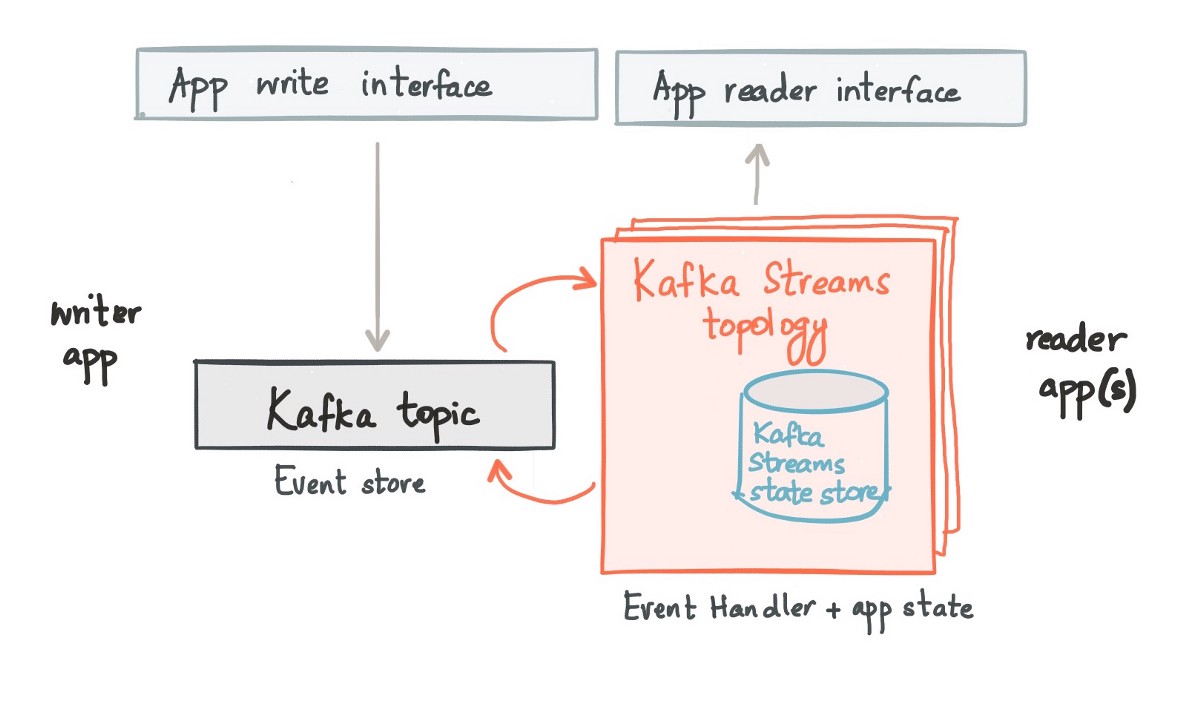 App write interface
App reader interface
Kafka Streams
topology
writer
app
reader
app(s)
Kafka topic
Kafka
Streams
state store
Event store
Event Handler + app state